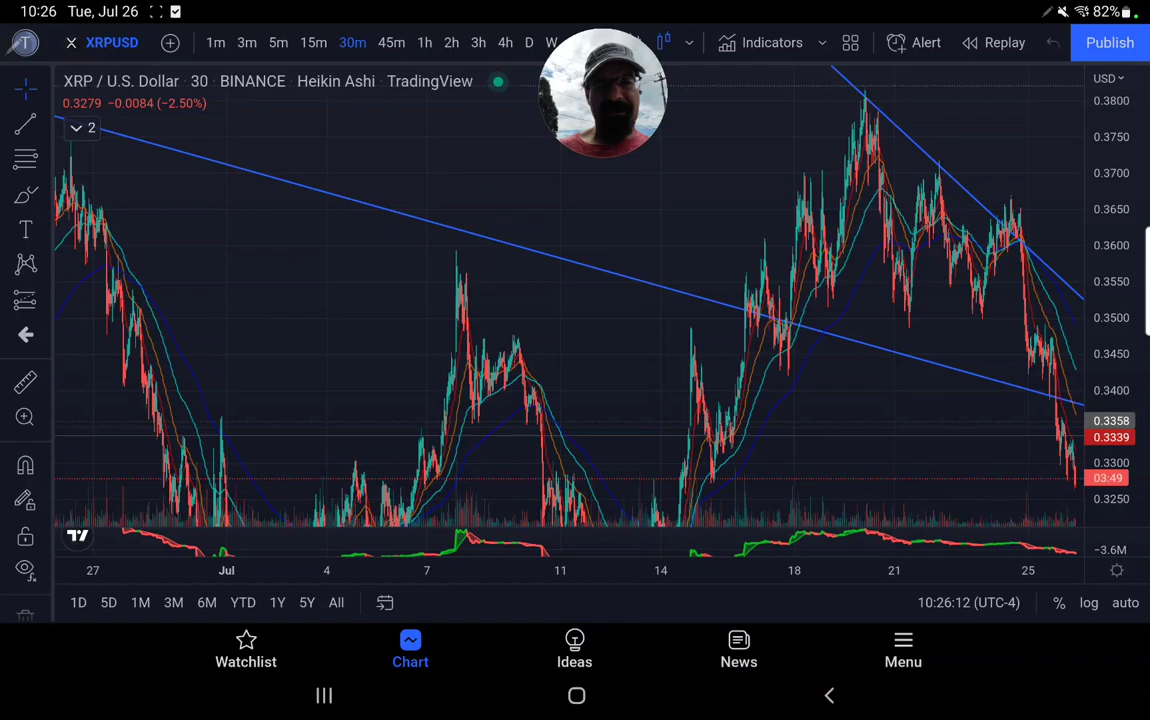 10:26 Tue, Jul 26 82%
T XRPUSD 1m 3m 5m 15m 30m 45m 1h 2h 3h 4h D W Indicators Alert Replay Publish
XRP / U.S. Dollar · 30 · BINANCE · Heikin Ashi · TradingView
USD
0.3279 −0.0084 (−2.50%)
2
0.3800
0.3750
0.3700
0.3650
0.3600
0.3550
0.3500
0.3450
0.3400
0.3358
0.3339
0.3300
03:49
0.3250
−3.6M
27 Jul 4 7 11 14 18 21 25
1D 5D 1M 3M 6M YTD 1Y 5Y All 10:26:12 (UTC-4) % log auto
Watchlist Chart Ideas News Menu